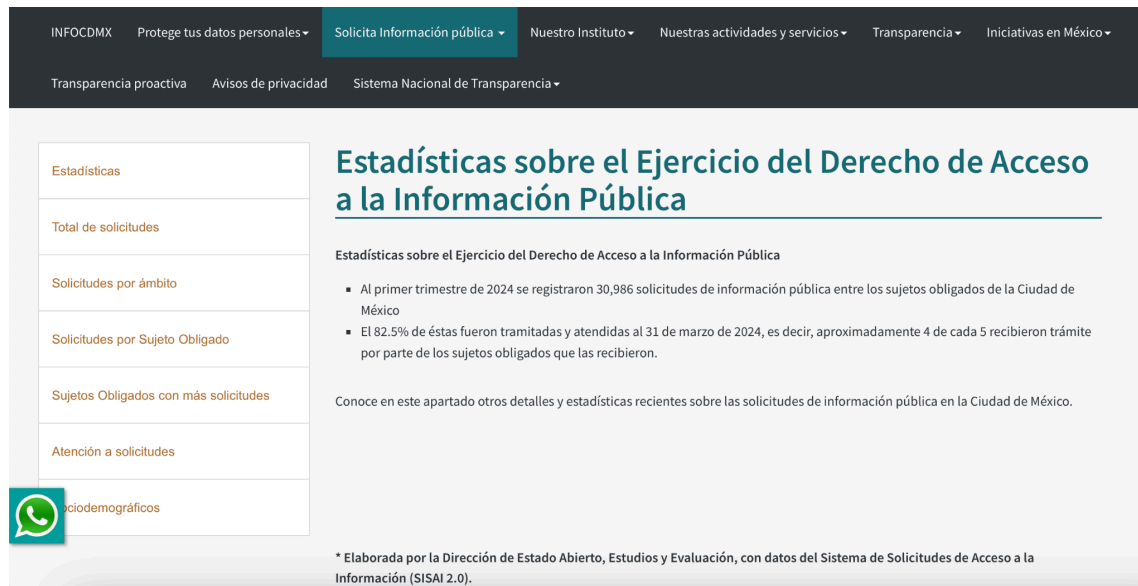 INFOCDMX Protege tus datos personales Solicita Información pública Nuestro Instituto Nuestras actividades y servicios Transparencia Iniciativas en México
Transparencia proactiva Avisos de privacidad Sistema Nacional de Transparencia
Estadísticas
Total de solicitudes
Solicitudes por ámbito
Solicitudes por Sujeto Obligado
Sujetos Obligados con más solicitudes
Atención a solicitudes
ciodemográficos
Estadísticas sobre el Ejercicio del Derecho de Acceso
a la Información Pública
Estadísticas sobre el Ejercicio del Derecho de Acceso a la Información Pública
▪ Al primer trimestre de 2024 se registraron 30,986 solicitudes de información pública entre los sujetos obligados de la Ciudad de
México
▪ El 82.5% de éstas fueron tramitadas y atendidas al 31 de marzo de 2024, es decir, aproximadamente 4 de cada 5 recibieron trámite
por parte de los sujetos obligados que las recibieron.
Conoce en este apartado otros detalles y estadísticas recientes sobre las solicitudes de información pública en la Ciudad de México.
* Elaborada por la Dirección de Estado Abierto, Estudios y Evaluación, con datos del Sistema de Solicitudes de Acceso a la
Información (SISAI 2.0).